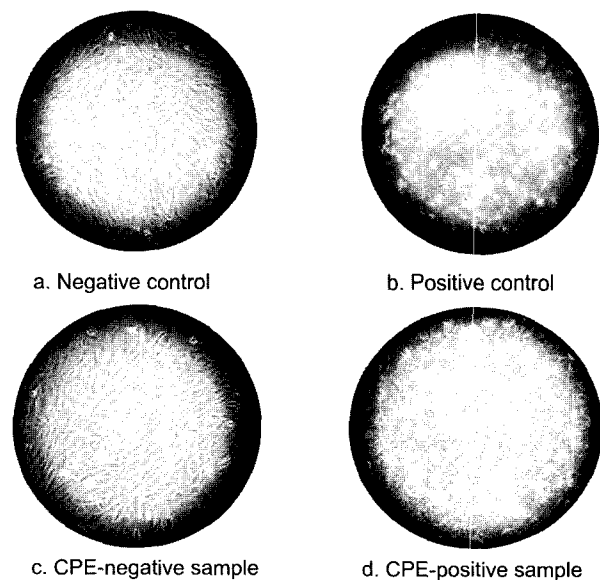 a. Negative control
b. Positive control
c. CPE-negative sample
d. CPE-positive sample